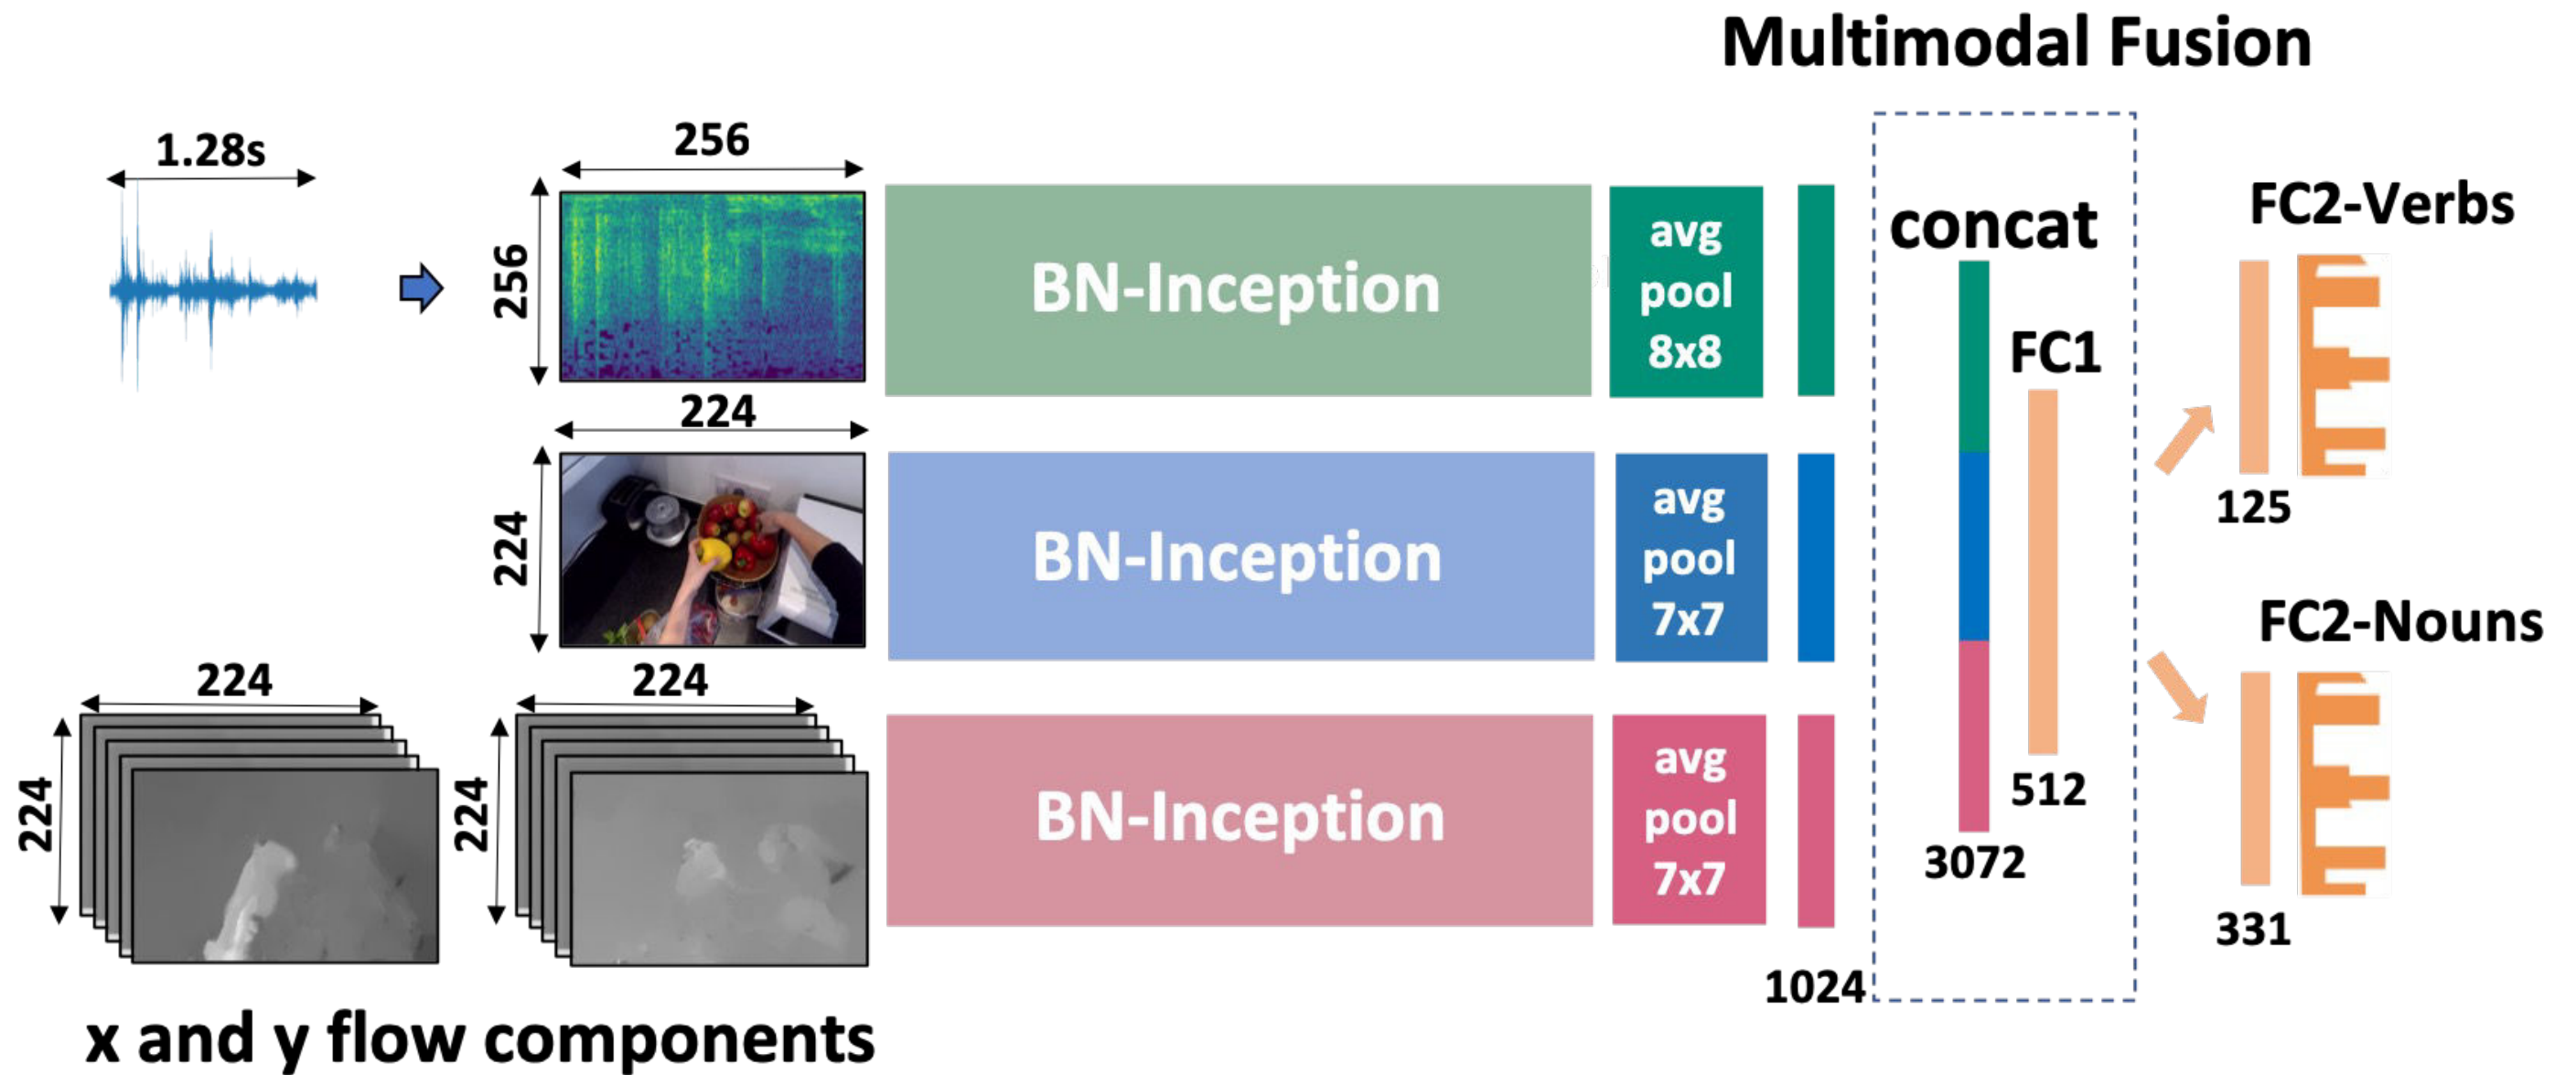 Multimodal Fusion
1.28s
256
256
BN-Inception
avg
pool
8x8
concat
FC1
FC2-Verbs
125
224
224
BN-Inception
avg
pool
7x7
FC2-Nouns
331
224
224
224
224
BN-Inception
avg
pool
7x7
1024
3072
512
x and y flow components